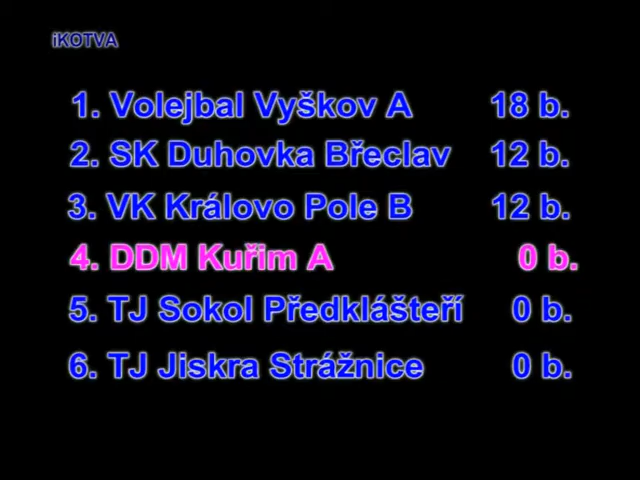 iKOTVA
1. Volejbal Vyškov A 18 b.
2. SK Duhovka Břeclav 12 b.
3. VK Královo Pole B 12 b.
4. DDM Kuřim A 0 b.
5. TJ Sokol Předklášteří 0 b.
6. TJ Jiskra Strážnice 0 b.